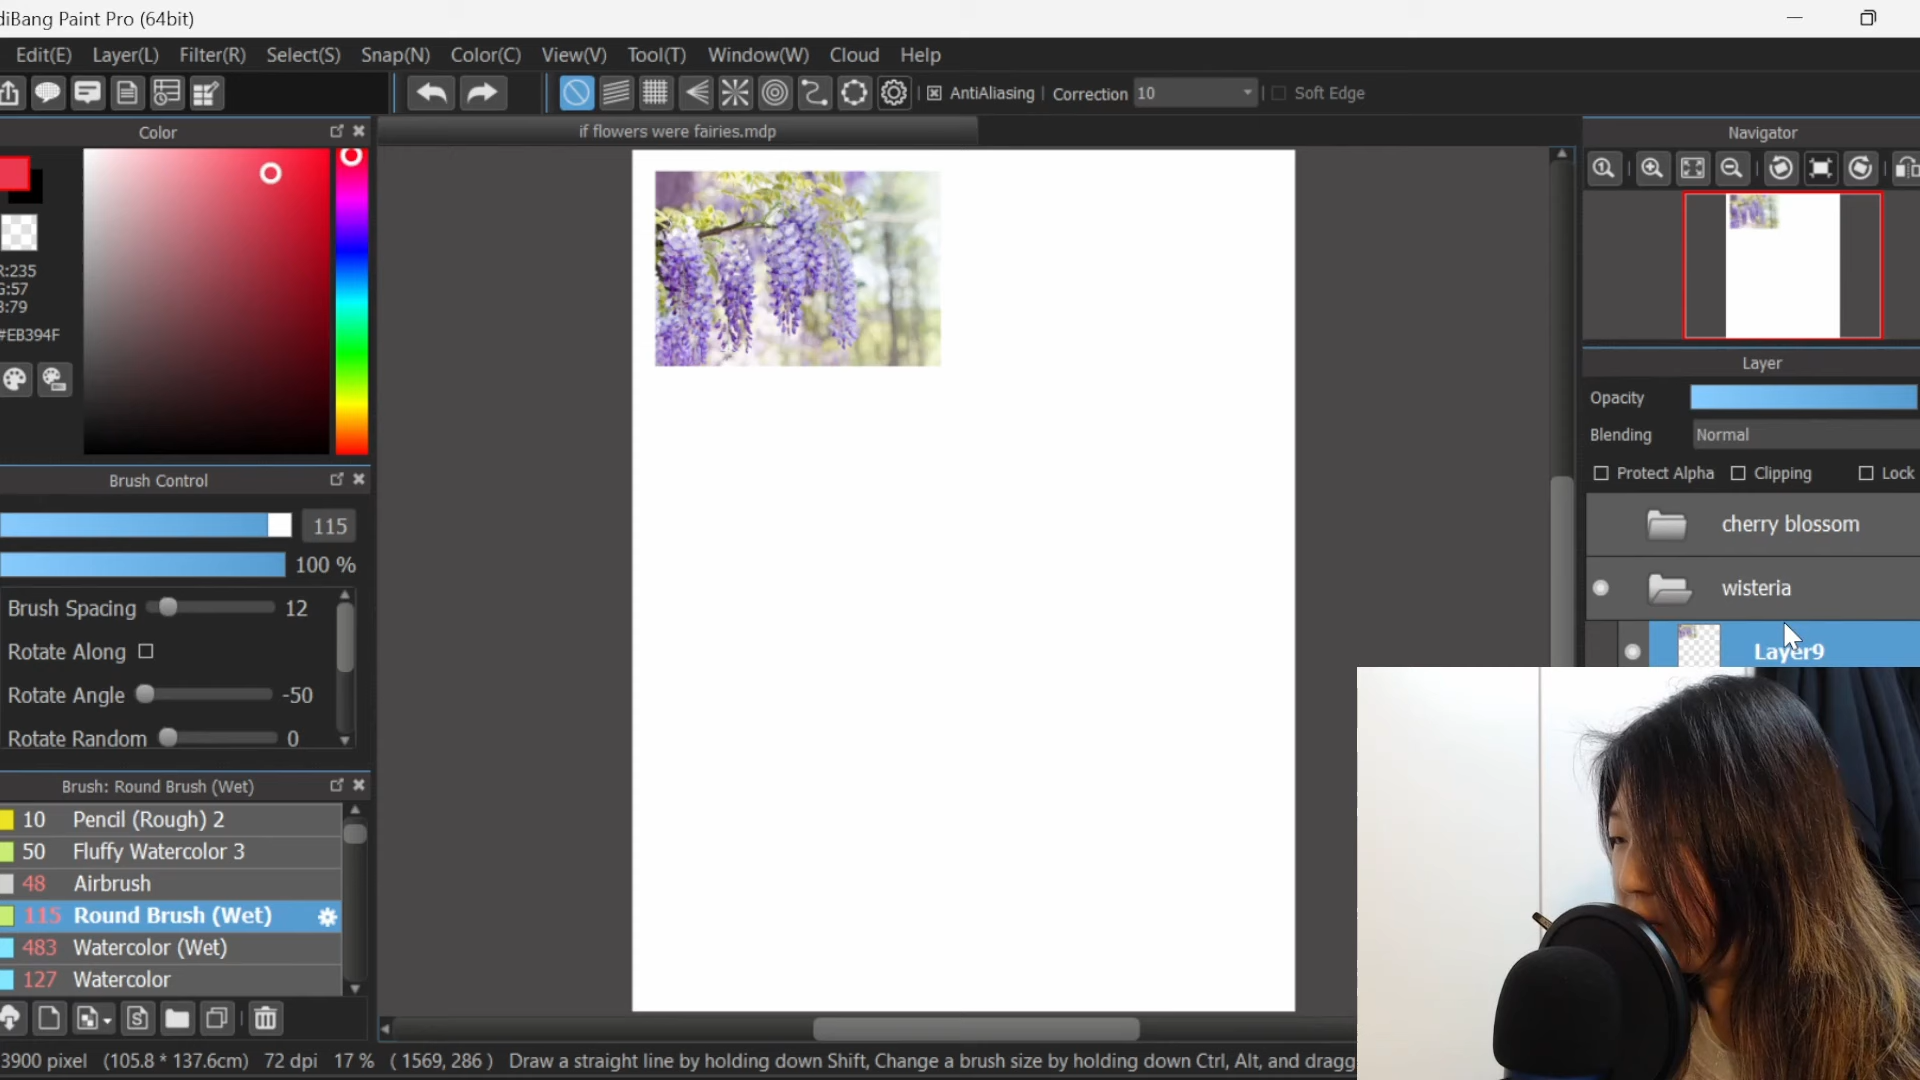 diBang Paint Pro (64bit)
Edit(E) Layer(L) Filter(R) Select(S) Snap(N) Color(C) View(V) Tool(T) Window(W) Cloud Help
AntiAliasing Correction 10 Soft Edge
Color
if flowers were fairies.mdp
Navigator
R:235
G:57
B:79
#EB394F
Layer
Opacity
Blending Normal
Protect Alpha Clipping Lock
cherry blossom
wisteria
Layer9
Brush Control
115
100 %
Brush Spacing 12
Rotate Along
Rotate Angle -50
Rotate Random 0
Brush: Round Brush (Wet)
10 Pencil (Rough) 2
50 Fluffy Watercolor 3
48 Airbrush
115 Round Brush (Wet)
483 Watercolor (Wet)
127 Watercolor
3900 pixel (105.8 * 137.6cm) 72 dpi 17 % ( 1569, 286 ) Draw a straight line by holding down Shift, Change a brush size by holding down Ctrl, Alt, and dragg